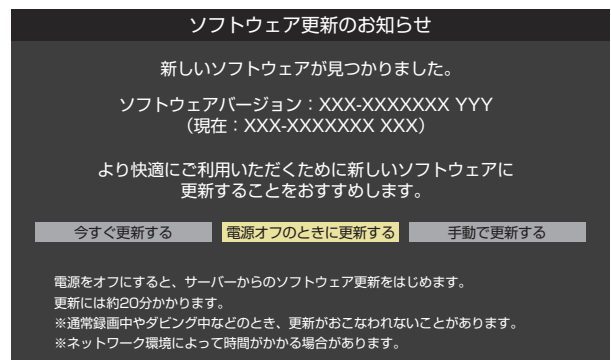 ソフトウェア更新のお知らせ
新しいソフトウェアが見つかりました。
ソフトウェアバージョン：XXX-XXXXXXX YYY
（現在：XXX-XXXXXXX XXX）
より快適にご利用いただくために新しいソフトウェアに
更新することをおすすめします。
今すぐ更新する 電源オフのときに更新する 手動で更新する
電源をオフにすると、サーバーからのソフトウェア更新をはじめます。
更新には約20分かかります。
※通常録画中やダビング中などのとき、更新がおこなわれないことがあります。
※ネットワーク環境によって時間がかかる場合があります。